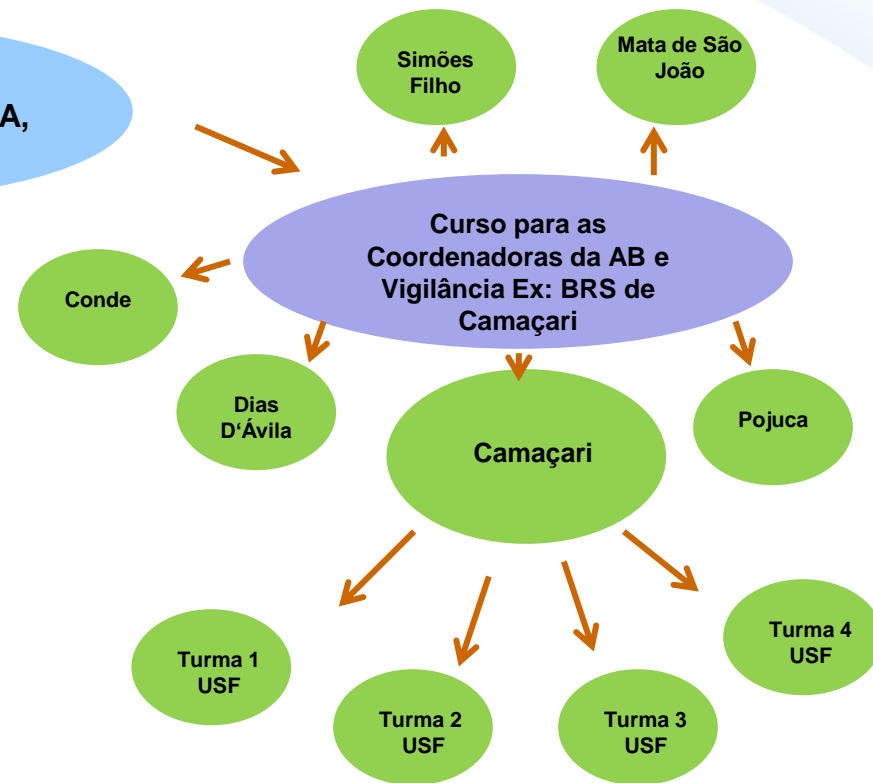 Simões
Filho
Mata de São
João
A,
Curso para as
Coordenadoras da AB e
Vigilância Ex: BRS de
Camaçari
Conde
Dias
D‘Ávila
Camaçari
Pojuca
Turma 1
USF
Turma 2
USF
Turma 3
USF
Turma 4
USF